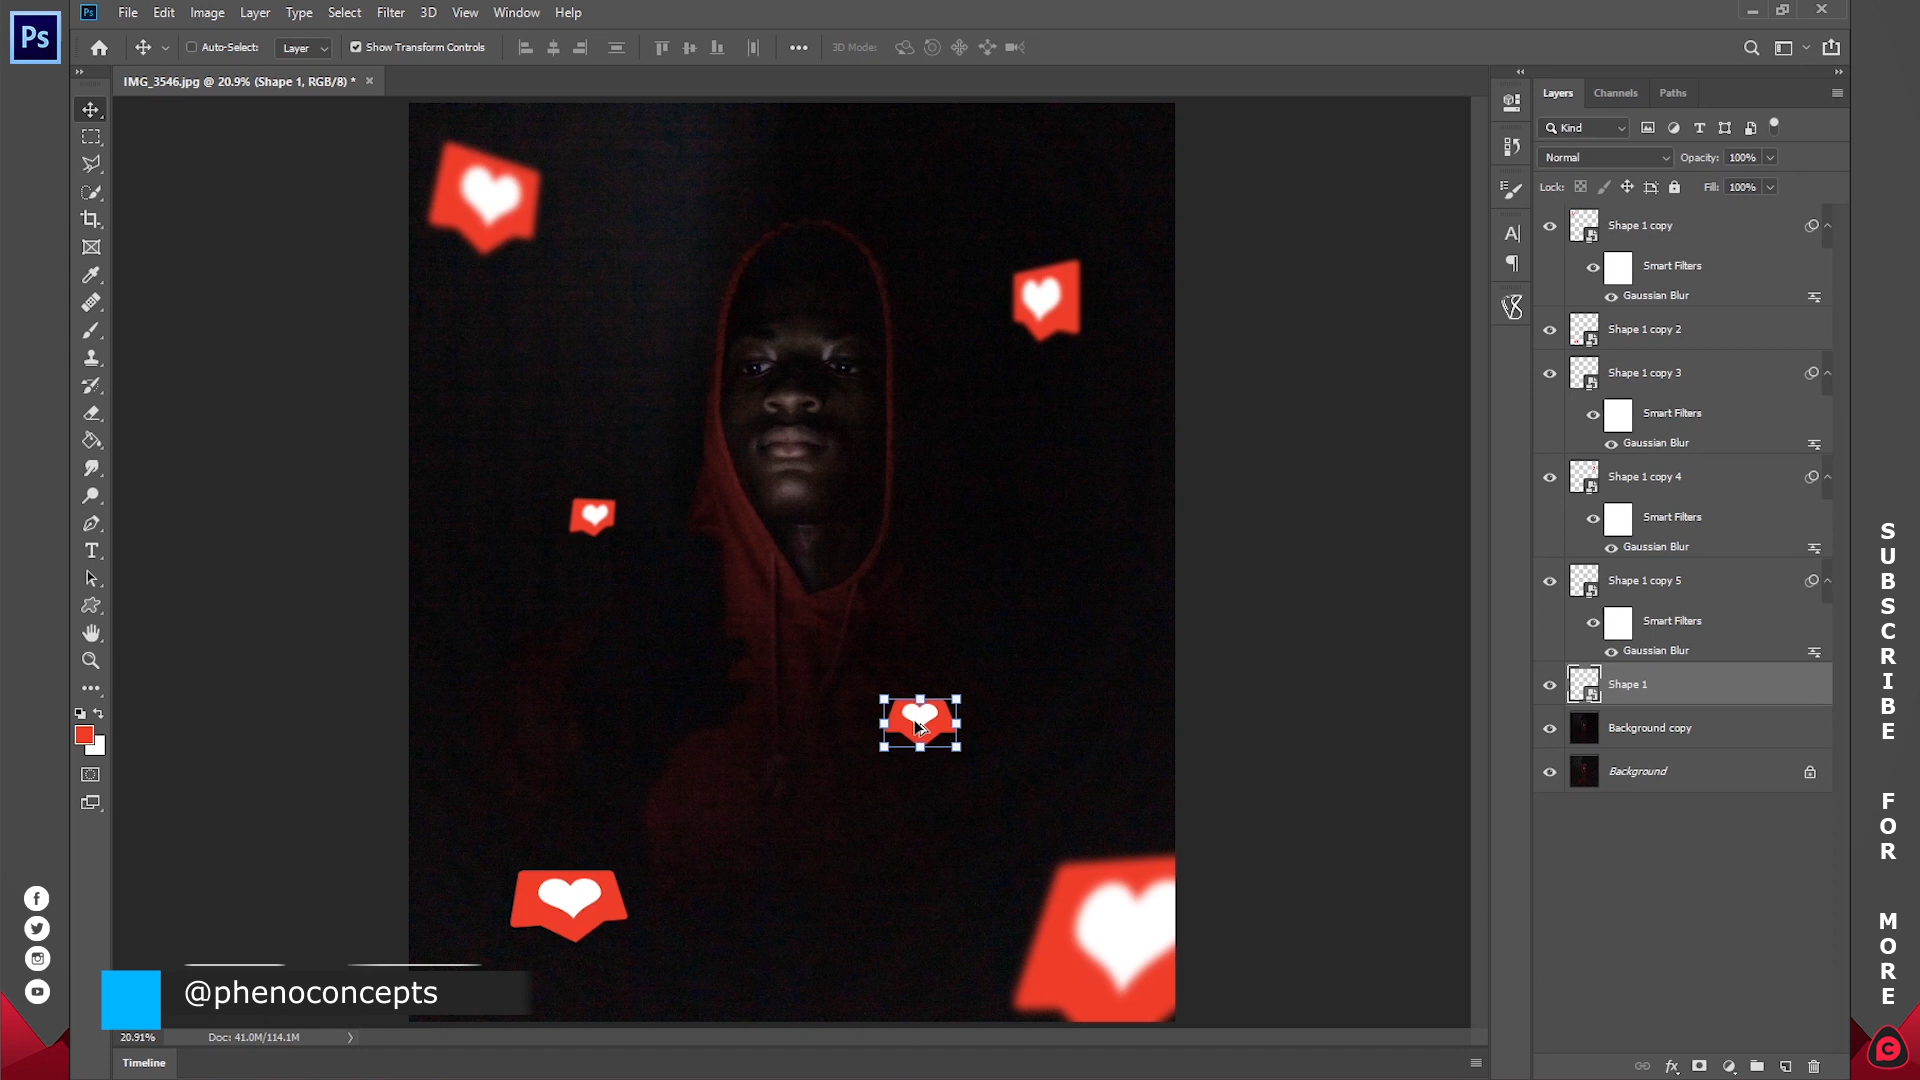 Ps
Ps File Edit Image Layer Type Select Filter 3D View Window Help
Auto-Select: Layer Show Transform Controls 3D Mode:
IMG_3546.jpg @ 20.9% (Shape 1, RGB/8) *
Layers Channels Paths
Kind
Normal Opacity: 100%
Lock: Fill: 100%
Shape 1 copy
Smart Filters
Gaussian Blur
Shape 1 copy 2
Shape 1 copy 3
Smart Filters
Gaussian Blur
Shape 1 copy 4
Smart Filters
Gaussian Blur
Shape 1 copy 5
Smart Filters
Gaussian Blur
Shape 1
Background copy
Background
SUBSCRIBE FOR MORE
@phenoconcepts
20.91% Doc: 41.0M/114.1M
Timeline
fx